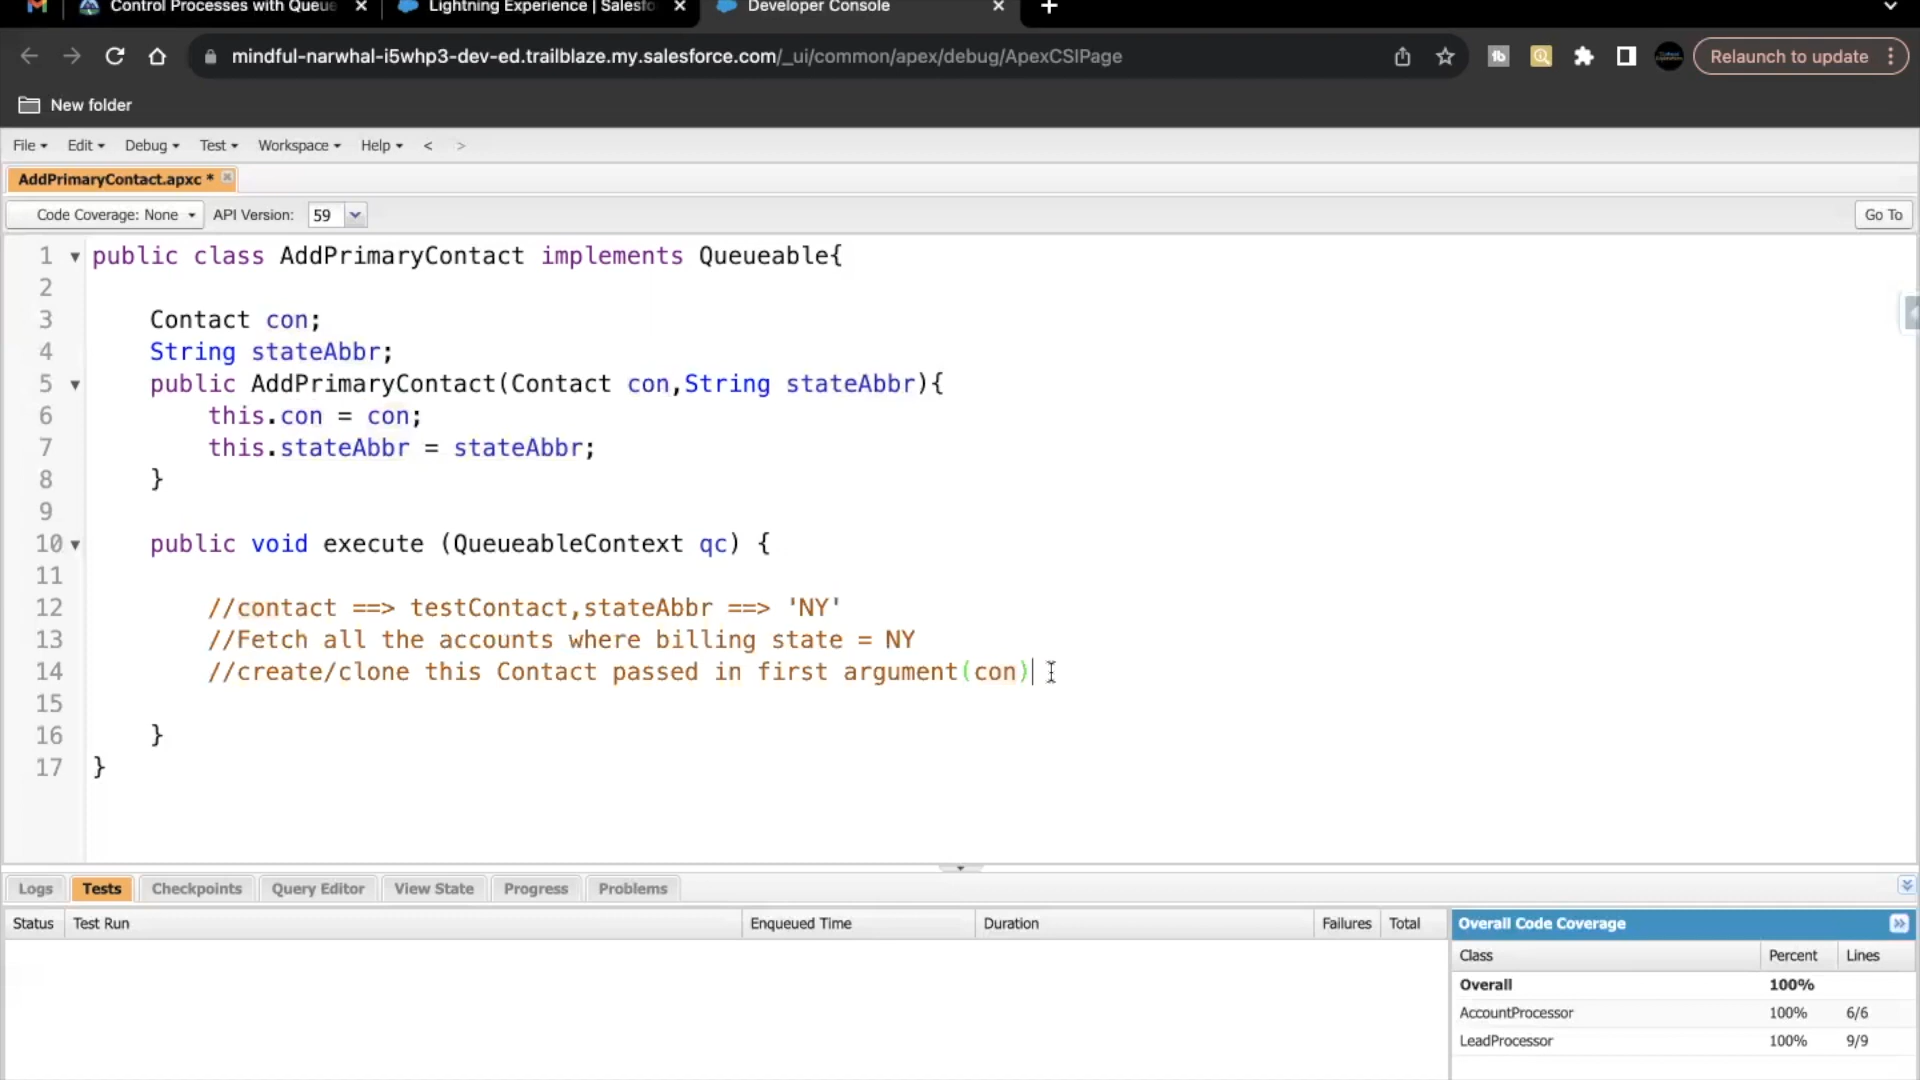 Control Processes with Queue
Lightning Experience | Salesfo
Developer Console
mindful-narwhal-i5whp3-dev-ed.trailblaze.my.salesforce.com/_ui/common/apex/debug/ApexCSIPage
Relaunch to update
New folder
File Edit Debug Test Workspace Help < >
AddPrimaryContact.apxc *
Code Coverage: None API Version: 59 Go To
1 public class AddPrimaryContact implements Queueable{
2
3 Contact con;
4 String stateAbbr;
5 public AddPrimaryContact(Contact con,String stateAbbr){
6 this.con = con;
7 this.stateAbbr = stateAbbr;
8 }
9
10 public void execute (QueueableContext qc) {
11
12 //contact ==> testContact,stateAbbr ==> 'NY'
13 //Fetch all the accounts where billing state = NY
14 //create/clone this Contact passed in first argument(con)
15
16 }
17 }
Logs Tests Checkpoints Query Editor View State Progress Problems
Status Test Run Enqueued Time Duration Failures Total
Overall Code Coverage
Class Percent Lines
Overall 100%
AccountProcessor 100% 6/6
LeadProcessor 100% 9/9